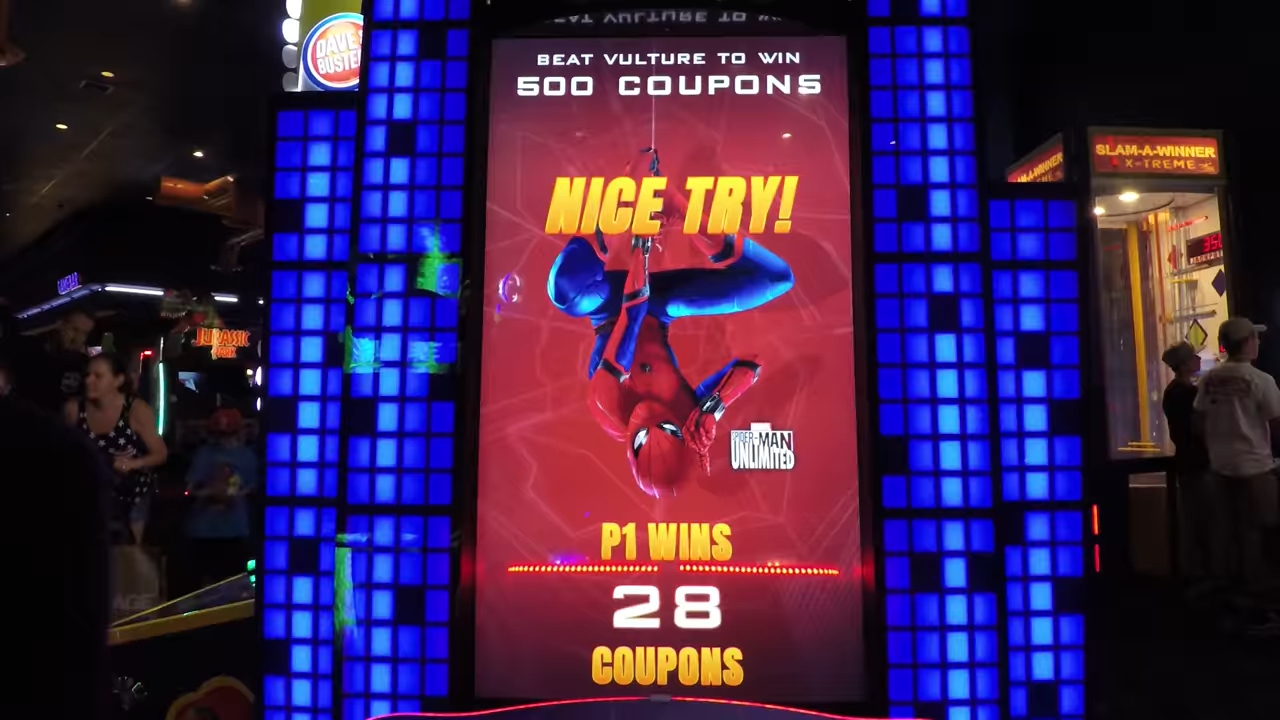 BEAT VULTURE TO WIN
500 COUPONS
NICE TRY!
SPIDER-MAN
UNLIMITED
P1 WINS
28
COUPONS
DAVE
BUSTE
SLAM-A-WINNER
X-TREME
JURASSIC
PARK